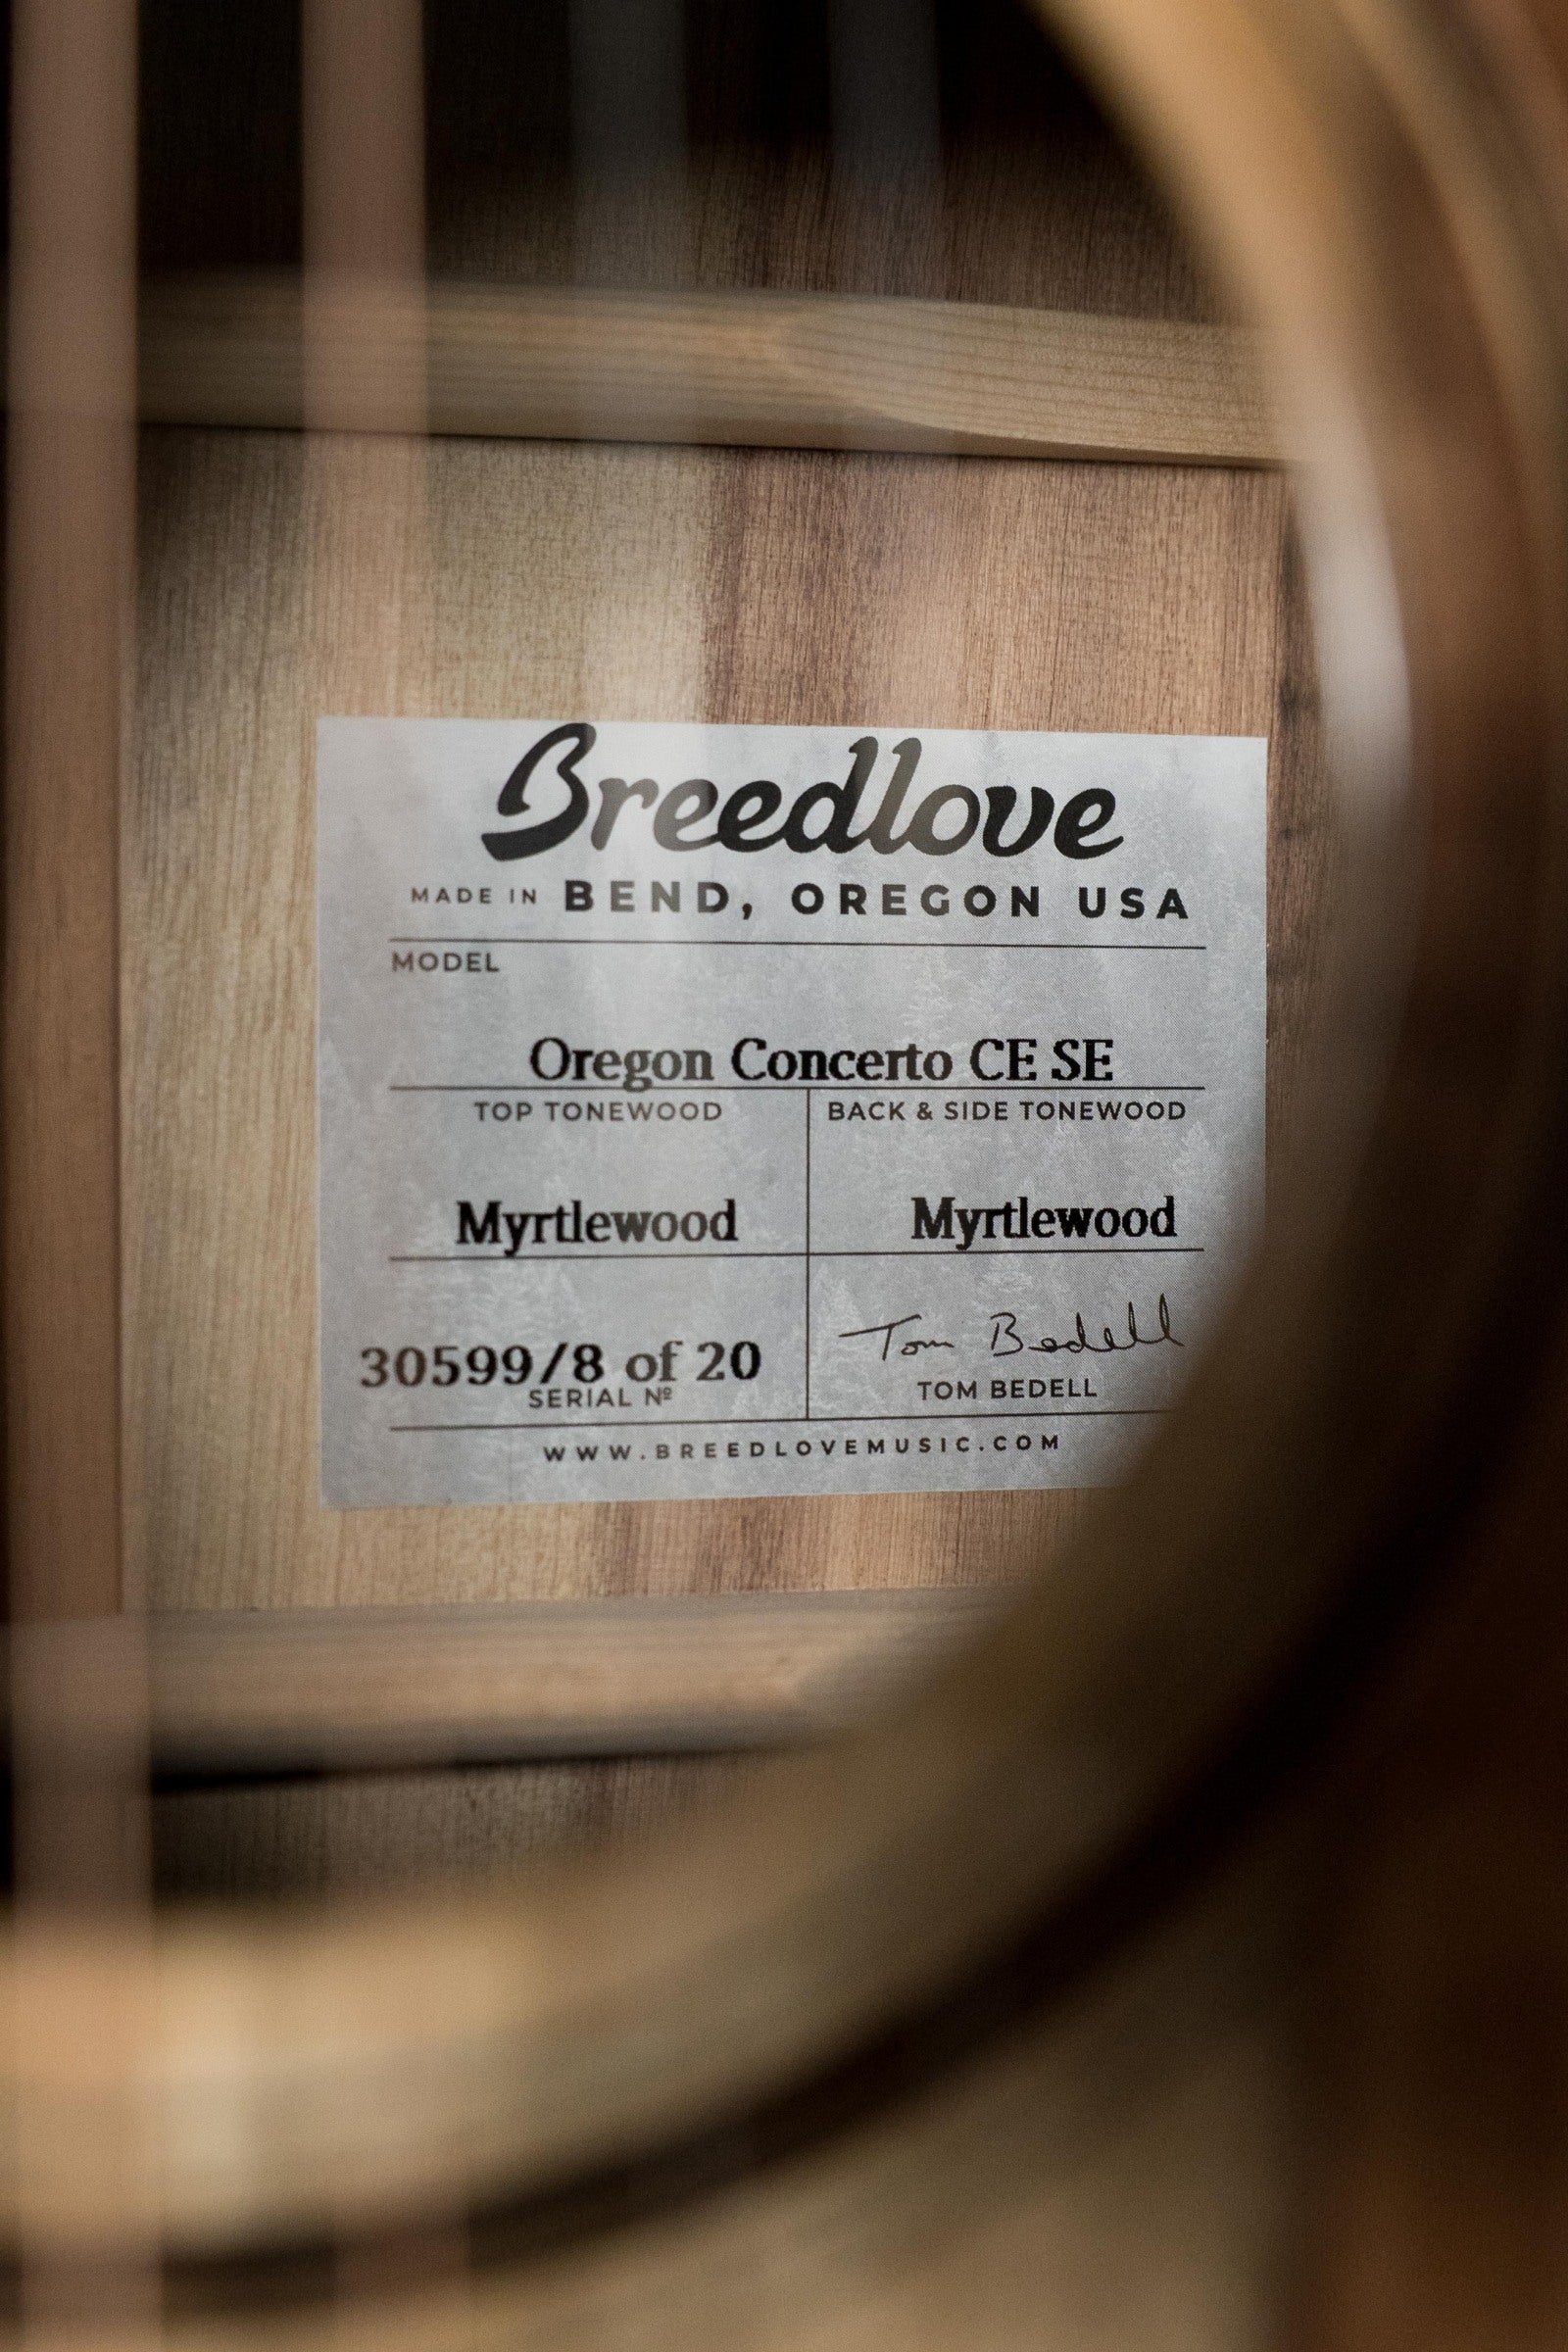 Breedlove
MADE IN BEND, OREGON USA
MODEL
Oregon Concerto CE SE
TOP TONEWOOD
BACK & SIDE TONEWOOD
Myrtlewood
Myrtlewood
30599/8 of 20
SERIAL Nº
Tom Bedell
TOM BEDELL
WWW.BREEDLOVEMUSIC.COM